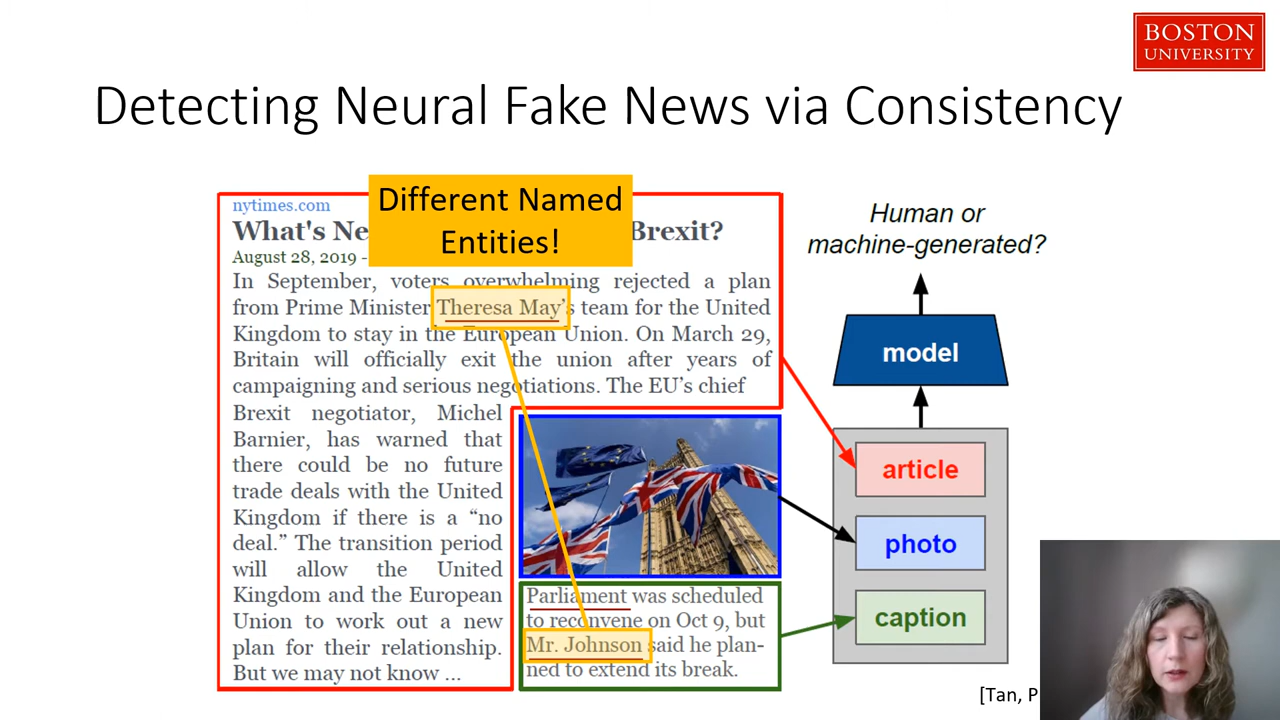 BOSTON
UNIVERSITY
Detecting Neural Fake News via Consistency
nytimes.com
What's Ne
Brexit?
Different Named
Entities!
August 28, 2019 -
In September, voters overwhelming rejected a plan
from Prime Minister Theresa May's team for the United
Kingdom to stay in the European Union. On March 29,
Britain will officially exit the union after years of
campaigning and serious negotiations. The EU's chief
Brexit negotiator, Michel
Barnier, has warned that
there could be no future
trade deals with the United
Kingdom if there is a “no
deal.” The transition period
will allow the United
Kingdom and the European
Union to work out a new
plan for their relationship.
But we may not know ...
Parliament was scheduled
to reconvene on Oct 9, but
Mr. Johnson said he plan-
ned to extend its break.
Human or
machine-generated?
model
article
photo
caption
[Tan, P